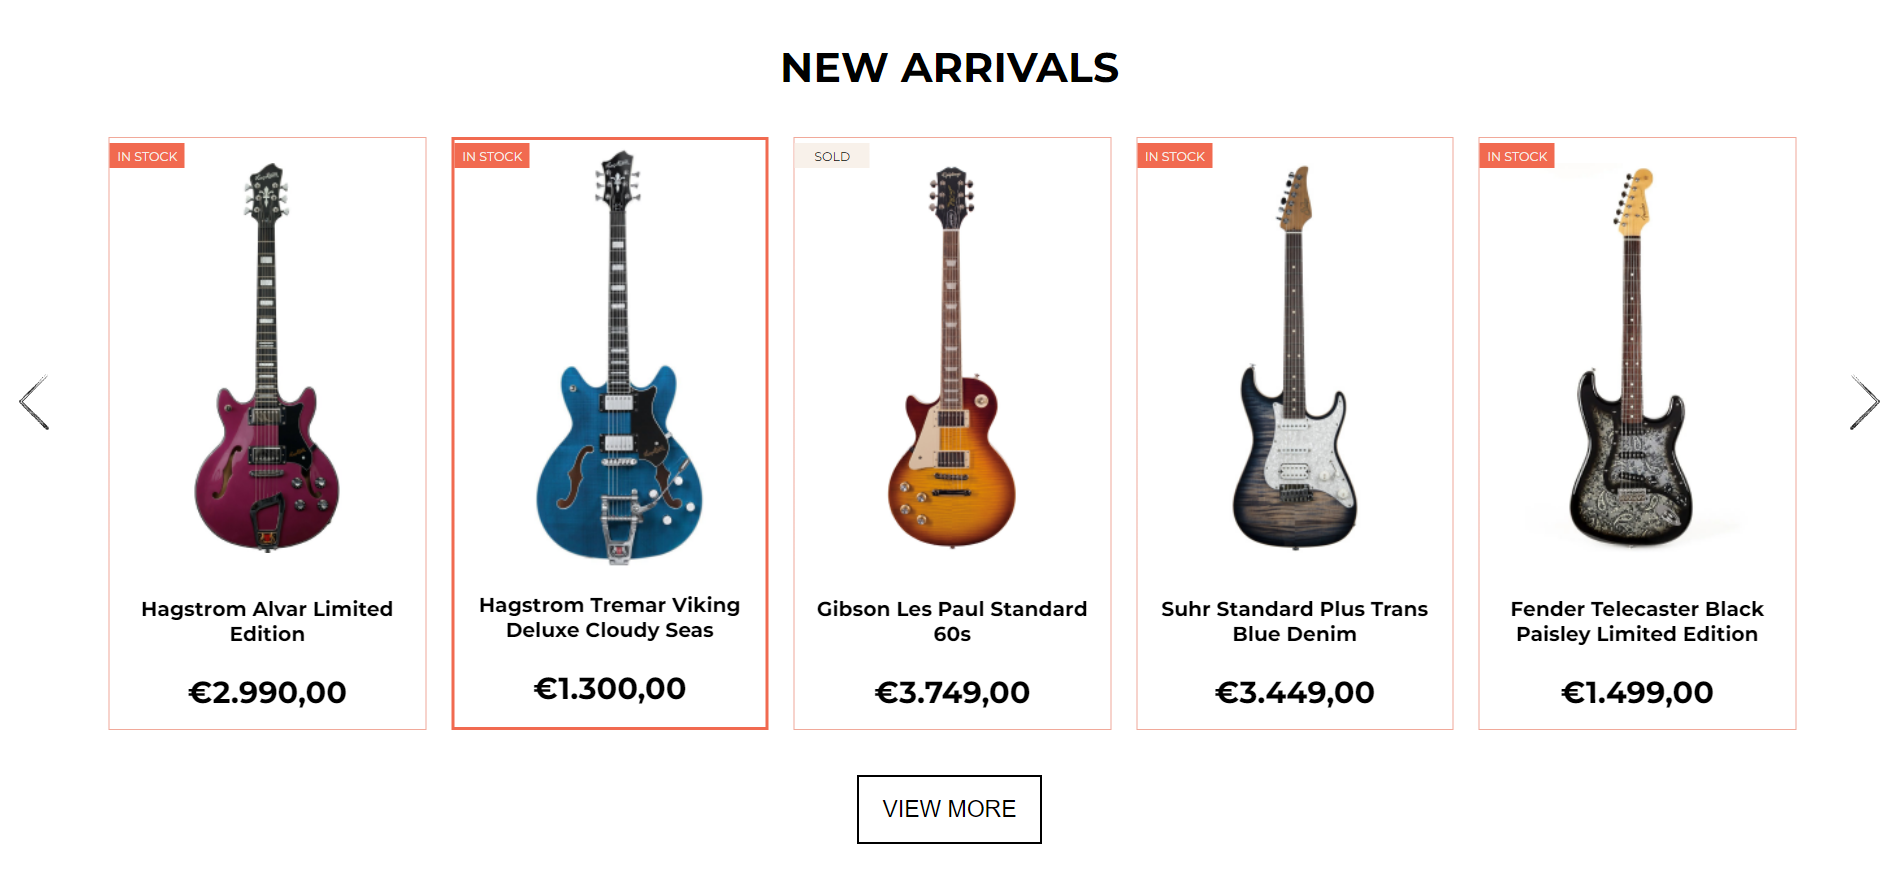 NEW ARRIVALS
IN STOCK
Hagstrom Alvar Limited
Edition
€2.990,00
IN STOCK
Hagstrom Tremar Viking
Deluxe Cloudy Seas
€1.300,00
SOLD
Epiphone
Gibson Les Paul Standard
60s
€3.749,00
IN STOCK
Suhr Standard Plus Trans
Blue Denim
€3.449,00
IN STOCK
Fender
Fender Telecaster Black
Paisley Limited Edition
€1.499,00
VIEW MORE